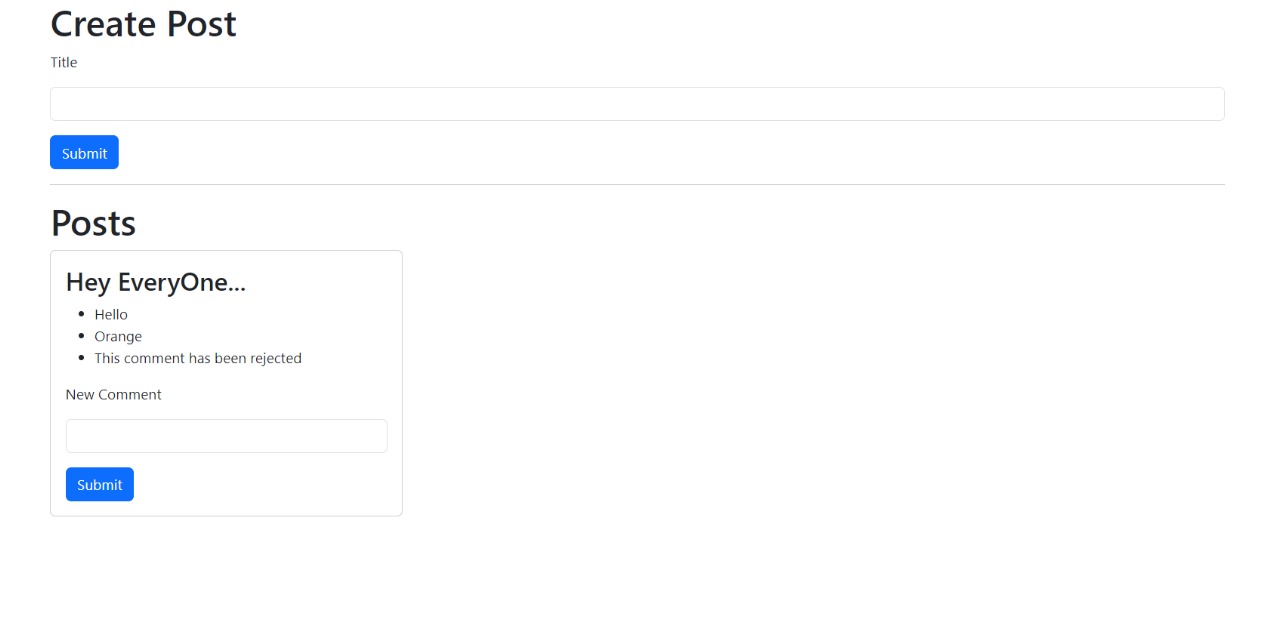 Create Post
Title
Submit
Posts
Hey EveryOne...
Hello
Orange
This comment has been rejected
New Comment
Submit